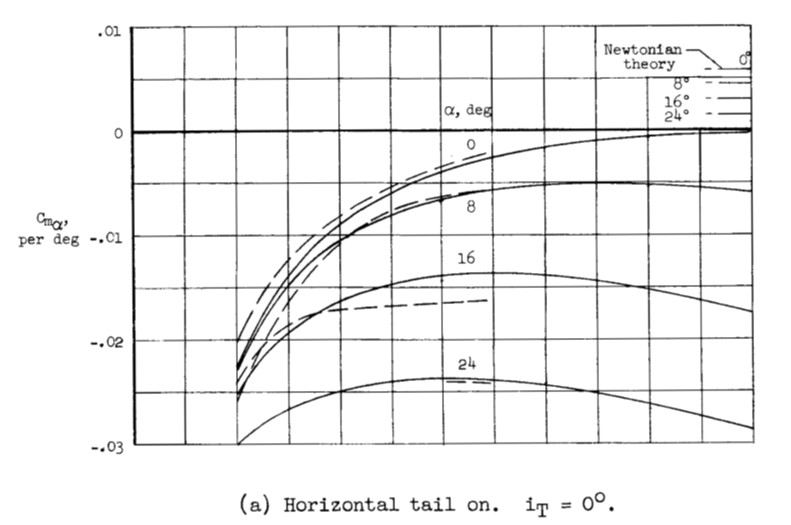 .01
Newtonian
theory
0°
8°
16°
24°
α, deg
0
0
8
Cmα,
per deg
-.01
16
-.02
24
-.03
(a) Horizontal tail on. iT = 0°.